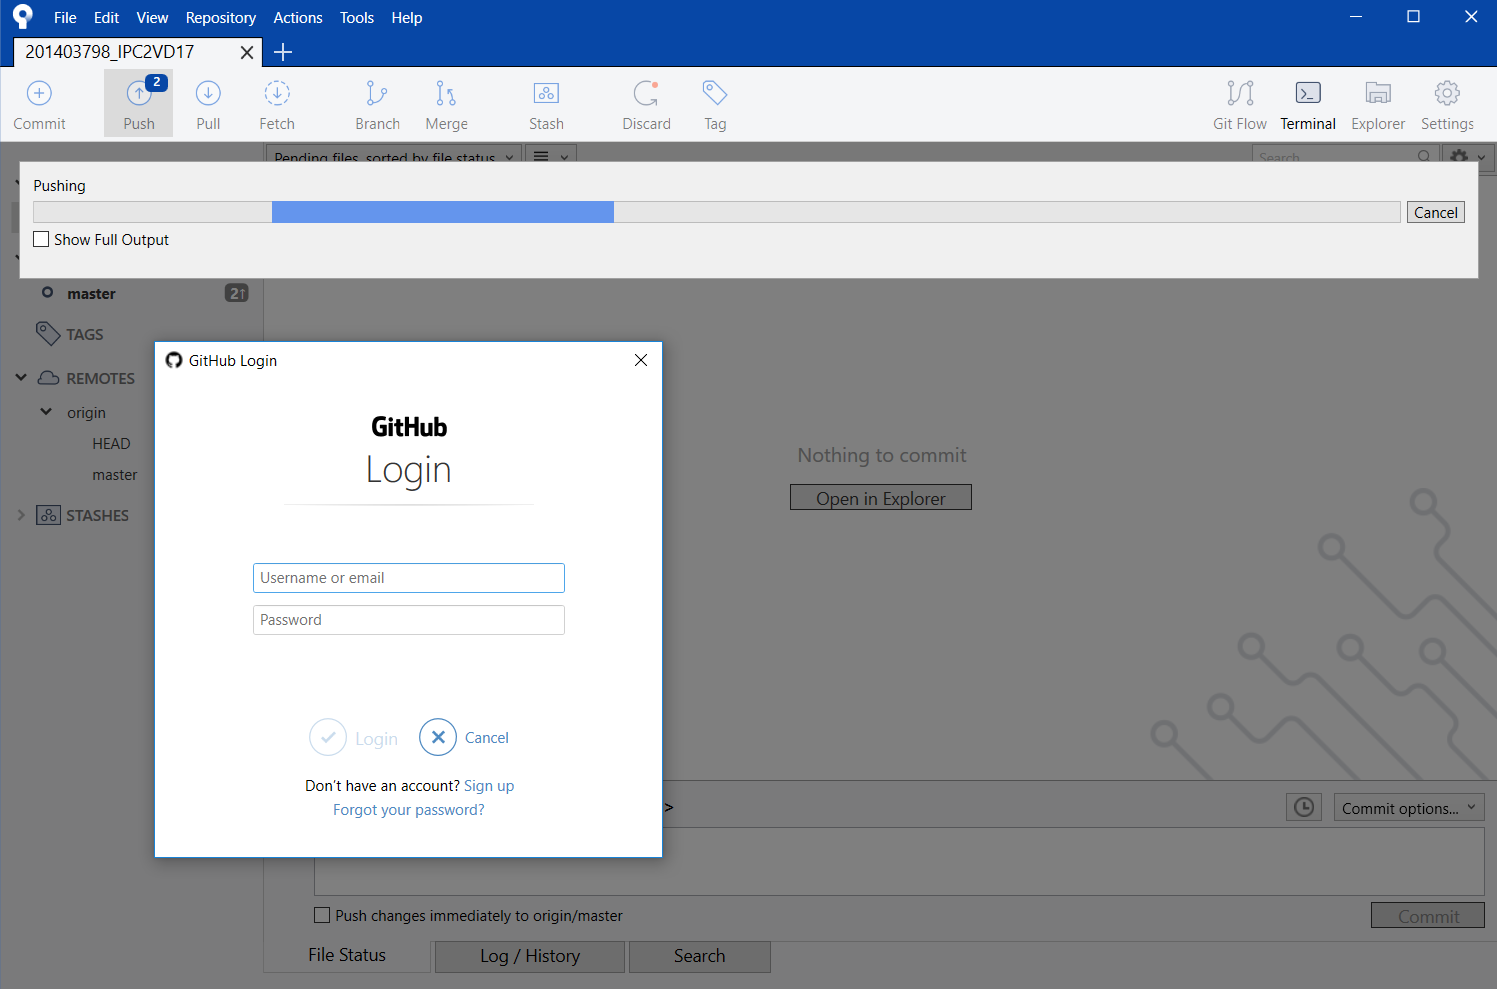 File Edit View Repository Actions Tools Help
201403798_IPC2VD17
2
Commit Push Pull Fetch Branch Merge Stash Discard Tag Git Flow Terminal Explorer Settings
Pending files, sorted by file status
Search
Pushing
Cancel
Show Full Output
master 2↑
TAGS
REMOTES
origin
HEAD
master
STASHES
GitHub Login
GitHub
Login
Username or email
Password
Login Cancel
Don't have an account? Sign up
Forgot your password?
Nothing to commit
Open in Explorer
>
Commit options...
Push changes immediately to origin/master
Commit
File Status Log / History Search